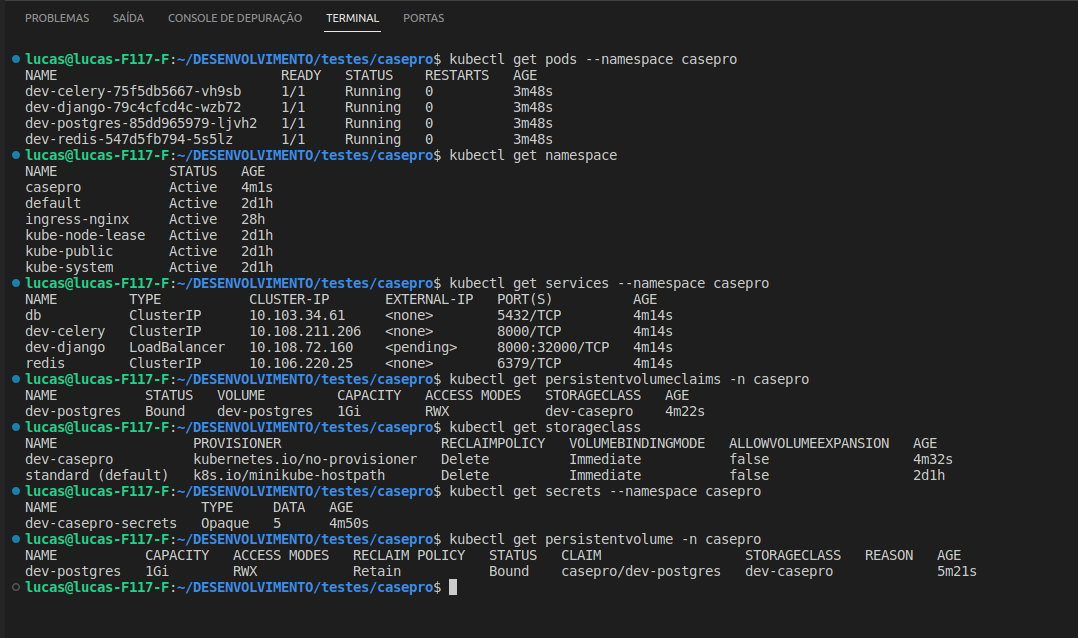 PROBLEMAS SAÍDA CONSOLE DE DEPURAÇÃO TERMINAL PORTAS
lucas@lucas-F117-F:~/DESENVOLVIMENTO/testes/casepro$ kubectl get pods --namespace casepro
NAME READY STATUS RESTARTS AGE
dev-celery-75f5db5667-vh9sb 1/1 Running 0 3m48s
dev-django-79c4cfcd4c-wzb72 1/1 Running 0 3m48s
dev-postgres-85dd965979-ljvh2 1/1 Running 0 3m48s
dev-redis-547d5fb794-5s5lz 1/1 Running 0 3m48s
lucas@lucas-F117-F:~/DESENVOLVIMENTO/testes/casepro$ kubectl get namespace
NAME STATUS AGE
casepro Active 4m1s
default Active 2d1h
ingress-nginx Active 28h
kube-node-lease Active 2d1h
kube-public Active 2d1h
kube-system Active 2d1h
lucas@lucas-F117-F:~/DESENVOLVIMENTO/testes/casepro$ kubectl get services --namespace casepro
NAME TYPE CLUSTER-IP EXTERNAL-IP PORT(S) AGE
db ClusterIP 10.103.34.61 <none> 5432/TCP 4m14s
dev-celery ClusterIP 10.108.211.206 <none> 8000/TCP 4m14s
dev-django LoadBalancer 10.108.72.160 <pending> 8000:32000/TCP 4m14s
redis ClusterIP 10.106.220.25 <none> 6379/TCP 4m14s
lucas@lucas-F117-F:~/DESENVOLVIMENTO/testes/casepro$ kubectl get persistentvolumeclaims -n casepro
NAME STATUS VOLUME CAPACITY ACCESS MODES STORAGECLASS AGE
dev-postgres Bound dev-postgres 1Gi RWX dev-casepro 4m22s
lucas@lucas-F117-F:~/DESENVOLVIMENTO/testes/casepro$ kubectl get storageclass
NAME PROVISIONER RECLAIMPOLICY VOLUMEBINDINGMODE ALLOWVOLUMEEXPANSION AGE
dev-casepro kubernetes.io/no-provisioner Delete Immediate false 4m32s
standard (default) k8s.io/minikube-hostpath Delete Immediate false 2d1h
lucas@lucas-F117-F:~/DESENVOLVIMENTO/testes/casepro$ kubectl get secrets --namespace casepro
NAME TYPE DATA AGE
dev-casepro-secrets Opaque 5 4m50s
lucas@lucas-F117-F:~/DESENVOLVIMENTO/testes/casepro$ kubectl get persistentvolume -n casepro
NAME CAPACITY ACCESS MODES RECLAIM POLICY STATUS CLAIM STORAGECLASS REASON AGE
dev-postgres 1Gi RWX Retain Bound casepro/dev-postgres dev-casepro 5m21s
lucas@lucas-F117-F:~/DESENVOLVIMENTO/testes/casepro$